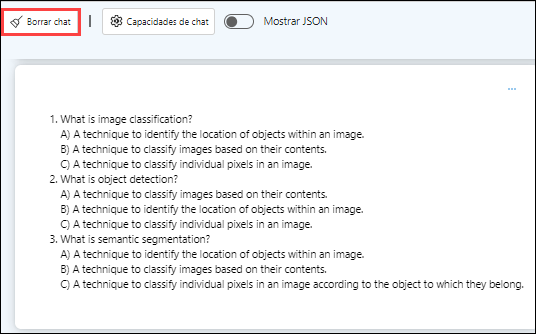 Borrar chat | Capacidades de chat Mostrar JSON
...
1. What is image classification?
A) A technique to identify the location of objects within an image.
B) A technique to classify images based on their contents.
C) A technique to classify individual pixels in an image.
2. What is object detection?
A) A technique to classify images based on their contents.
B) A technique to identify the location of objects within an image.
C) A technique to classify individual pixels in an image.
3. What is semantic segmentation?
A) A technique to identify the location of objects within an image.
B) A technique to classify images based on their contents.
C) A technique to classify individual pixels in an image according to the object to which they belong.